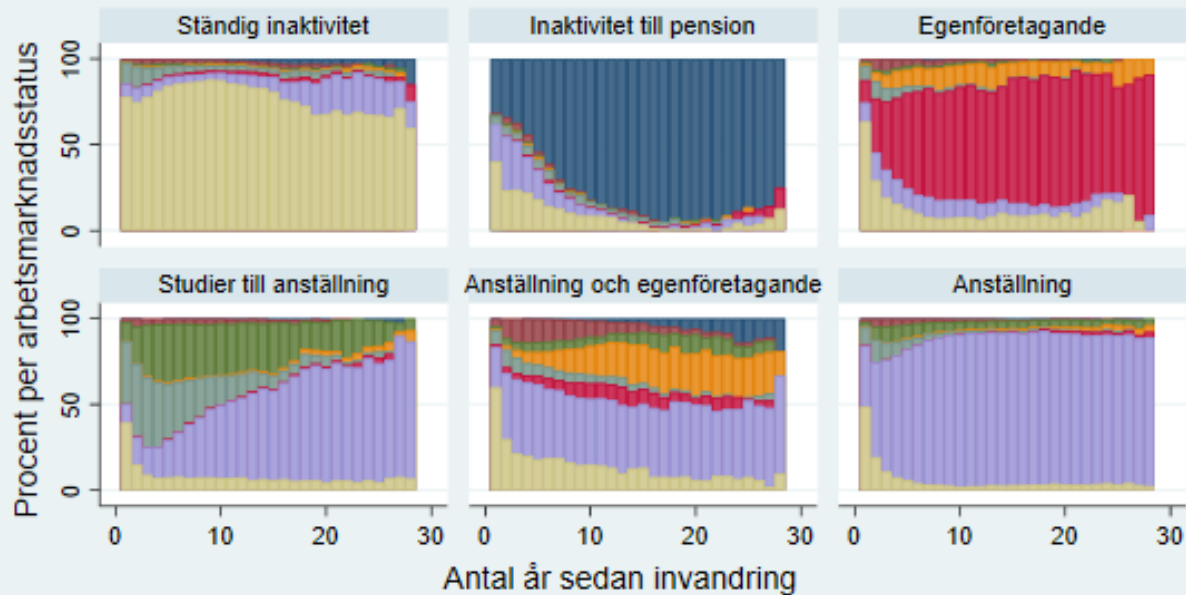 Ständig inaktivitet
Inaktivitet till pension
Egenföretagande
Studier till anställning
Anställning och egenföretagande
Anställning
Procent per arbetsmarknadsstatus
100
50
0
100
50
0
0 10 20 30
0 10 20 30
0 10 20 30
Antal år sedan invandring